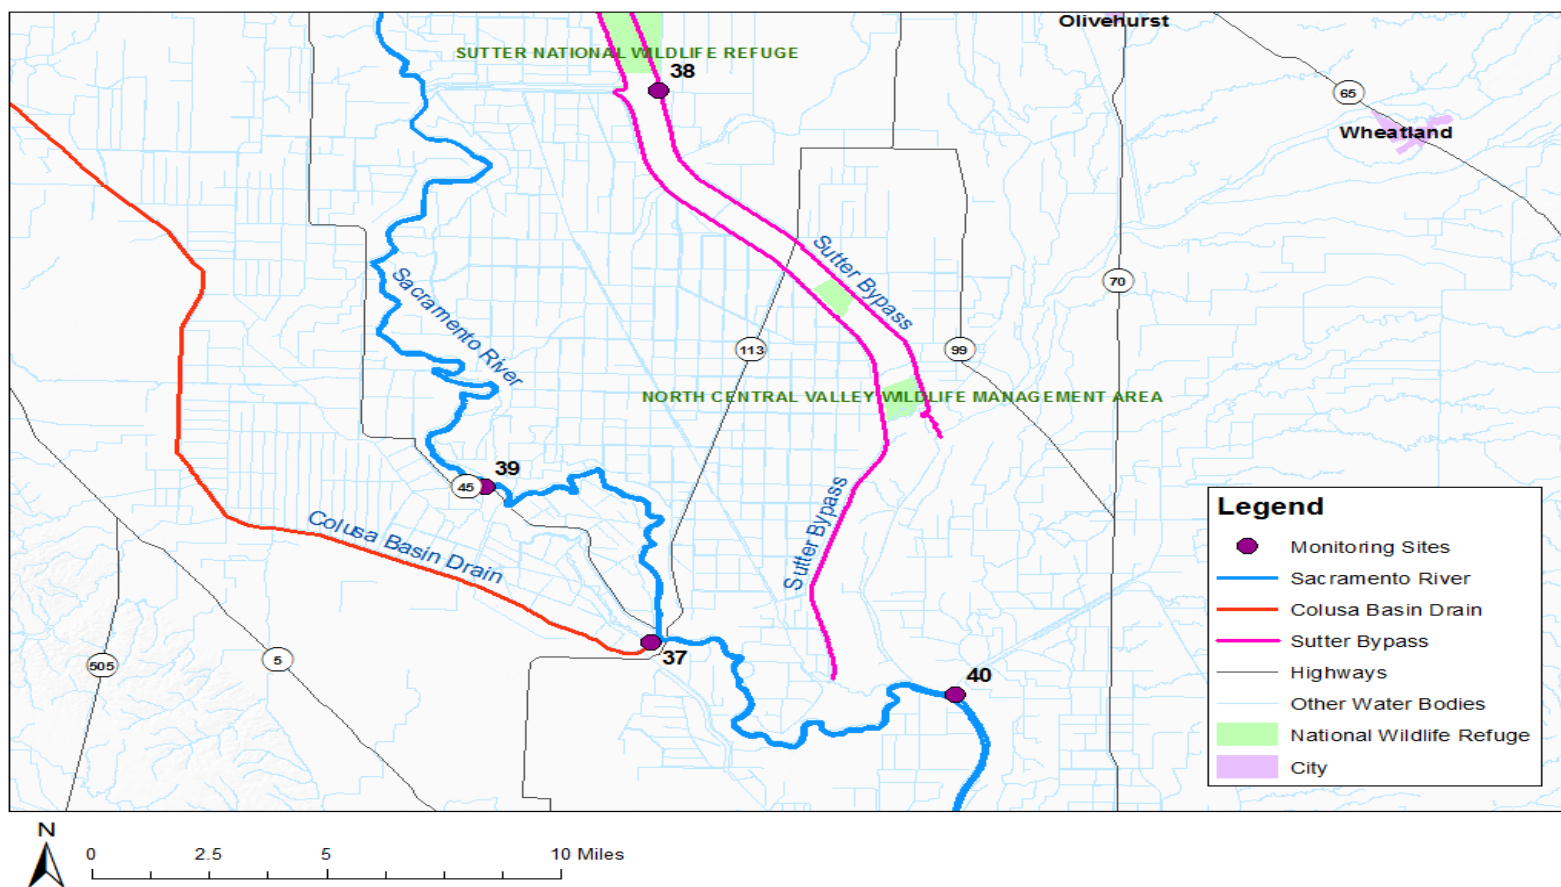 Olivehurst
SUTTER NATIONAL WILDLIFE REFUGE
38
65
Wheatland
Sutter Bypass
Sacramento River
70
113
99
NORTH CENTRAL VALLEY WILDLIFE MANAGEMENT AREA
39
45
Sutter Bypass
Colusa Basin Drain
37
505
5
40
Legend
Monitoring Sites
Sacramento River
Colusa Basin Drain
Sutter Bypass
Highways
Other Water Bodies
National Wildlife Refuge
City
N
0 2.5 5 10 Miles